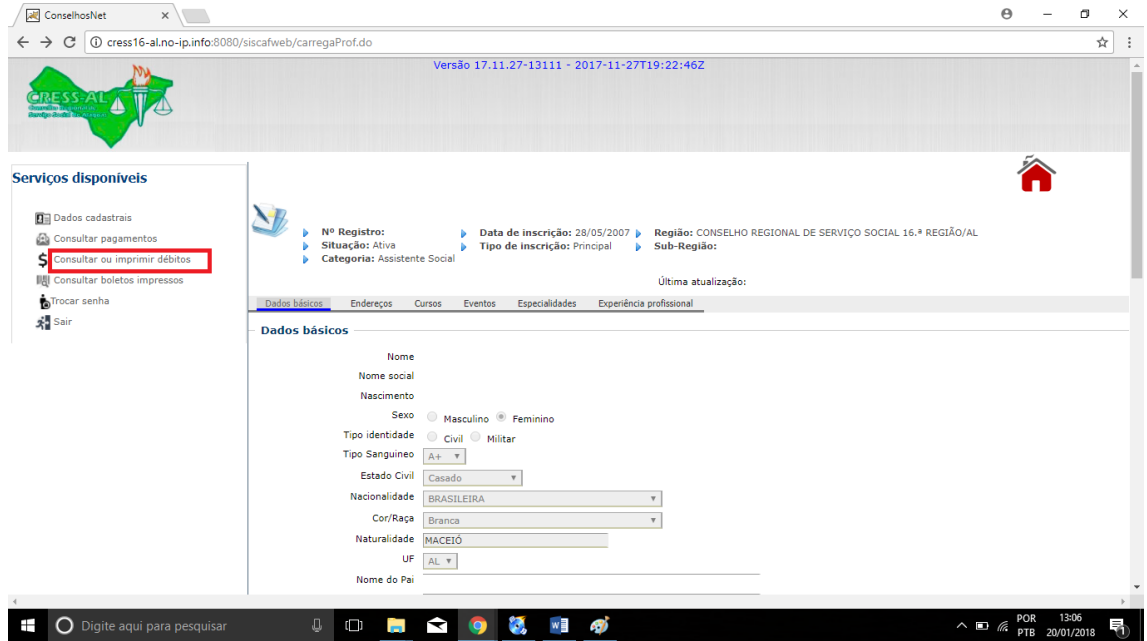 ConselhosNet
cress16-al.no-ip.info:8080/siscafweb/carregaProf.do
Versão 17.11.27-13111 - 2017-11-27T19:22:46Z
CRESS-AL
Serviços disponíveis
Dados cadastrais
Consultar pagamentos
Consultar ou imprimir débitos
Consultar boletos impressos
Trocar senha
Sair
Nº Registro:
Data de inscrição: 28/05/2007
Região: CONSELHO REGIONAL DE SERVIÇO SOCIAL 16.ª REGIÃO/AL
Situação: Ativa
Tipo de inscrição: Principal
Sub-Região:
Categoria: Assistente Social
Última atualização:
Dados básicos Endereços Cursos Eventos Especialidades Experiência profissional
Dados básicos
Nome
Nome social
Nascimento
Sexo Masculino Feminino
Tipo identidade Civil Militar
Tipo Sanguineo A+
Estado Civil Casado
Nacionalidade BRASILEIRA
Cor/Raça Branca
Naturalidade MACEIÓ
UF AL
Nome do Pai
Digite aqui para pesquisar
POR 13:06
PTB 20/01/2018
1